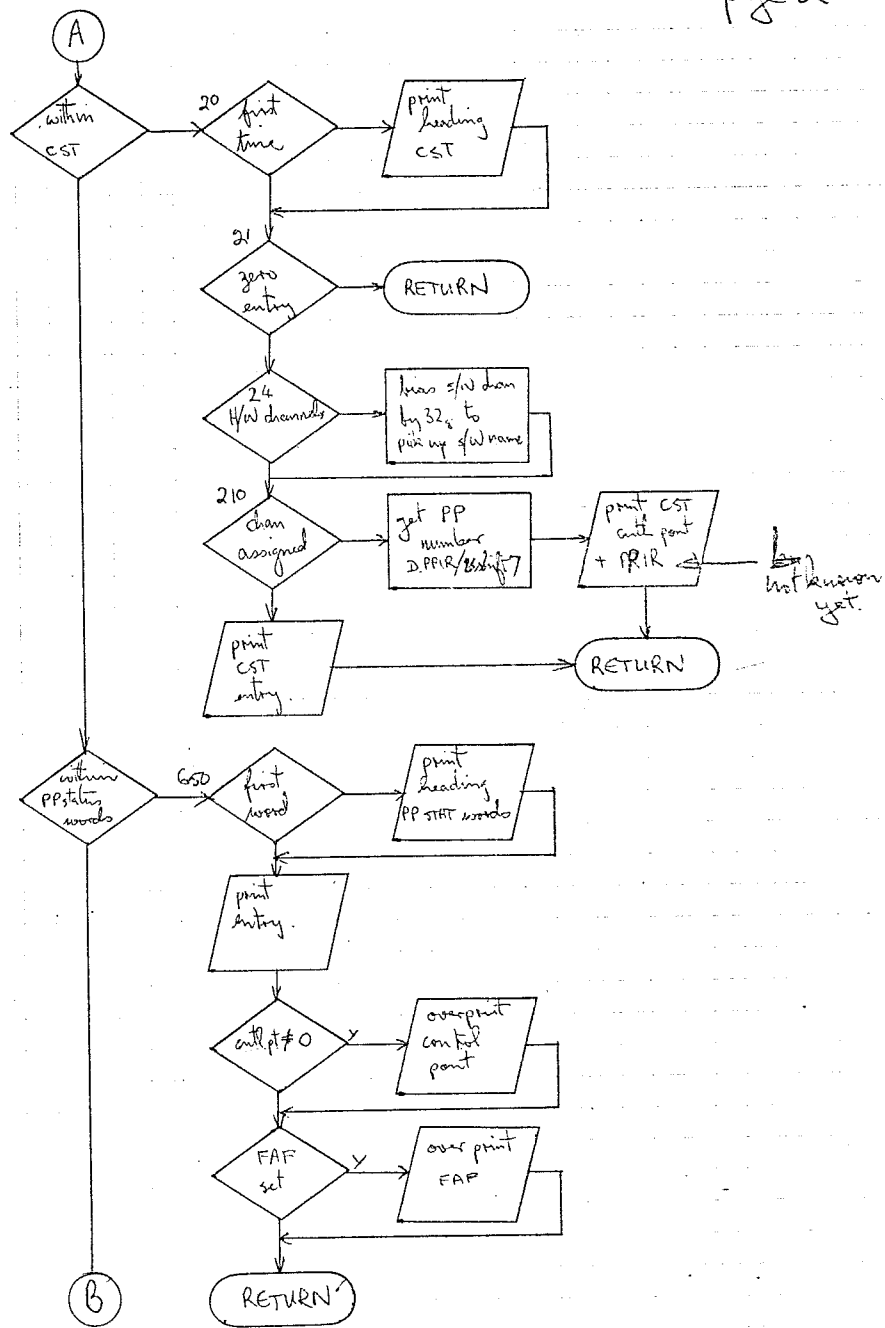 A
within
CST
20
first
time
print
heading
CST
21
zero
entry
RETURN
24
H/W channels
bias S/W chan
by 32₈ to
pick up S/W name
210
chan
assigned
get PP
number
D.PPIR/
print CST
cntl point
+ PPIR
not known
yet.
print
CST
entry.
RETURN
within
PP status
words
650
first
word
print
heading
PP STAT words
print
entry.
cntl.pt ≠ 0
Y
overprint
control
point
FAF
set
Y
over print
FAF
B
RETURN